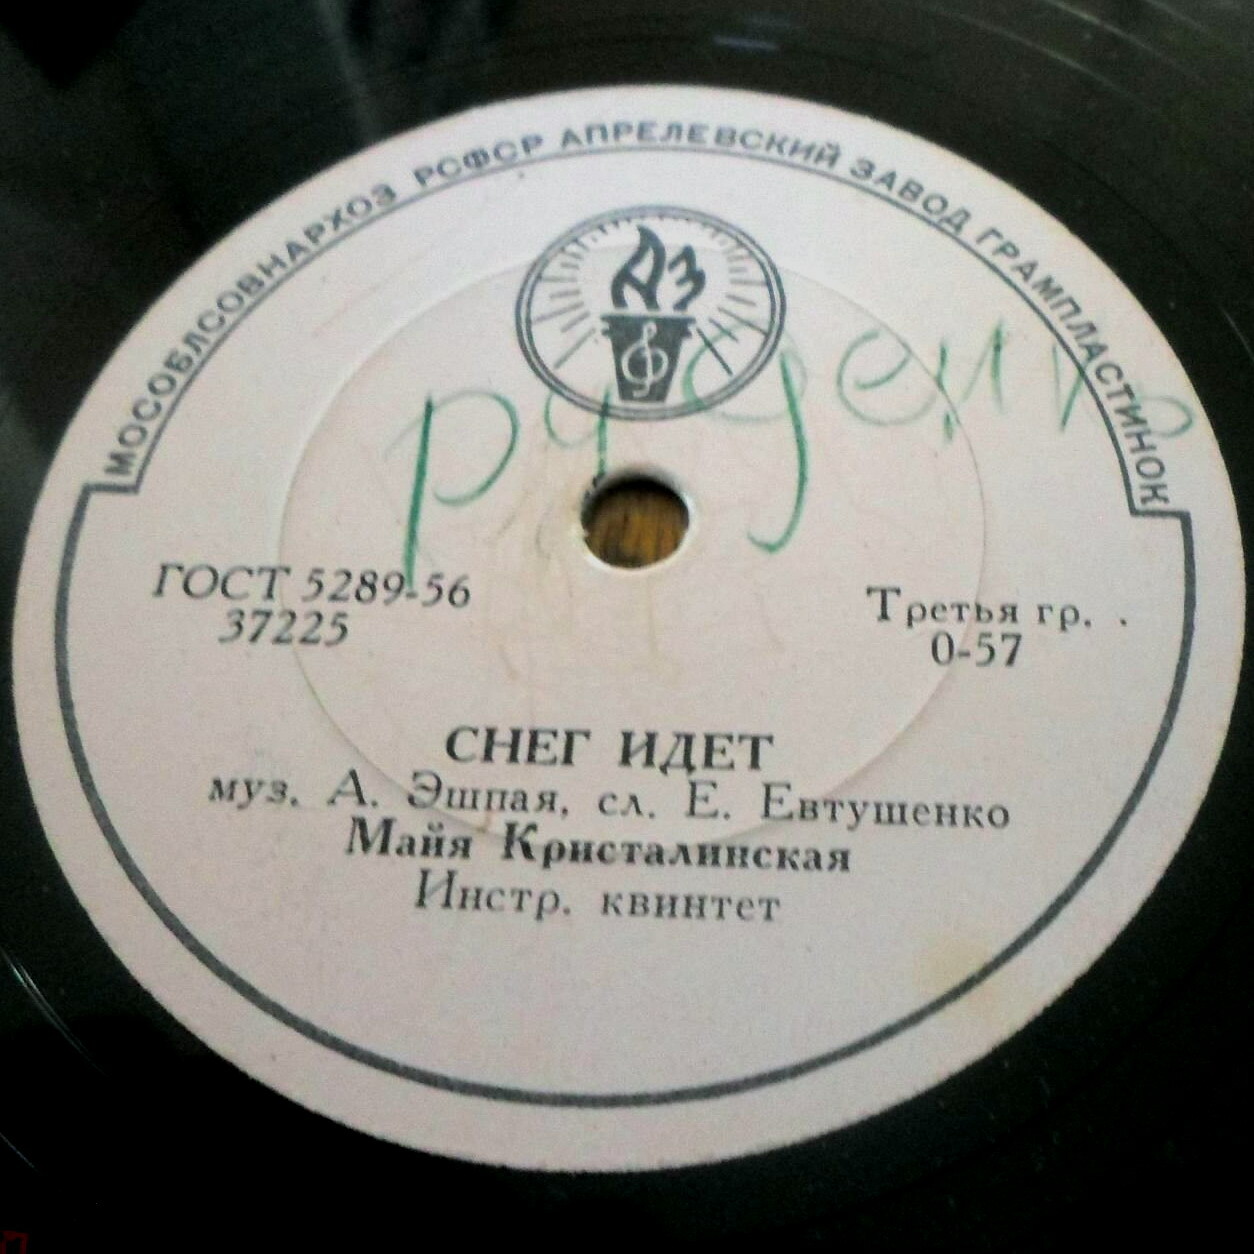 МОСОБЛСОВНАРХОЗ РСФСР АПРЕЛЕВСКИЙ ЗАВОД ГРАМПЛАСТИНОК
АЗ
ГОСТ 5289-56
37225
Третья гр. .
0-57
СНЕГ ИДЕТ
муз. А. Эшпая, сл. Е. Евтушенко
Майя Кристалинская
Инстр. квинтет